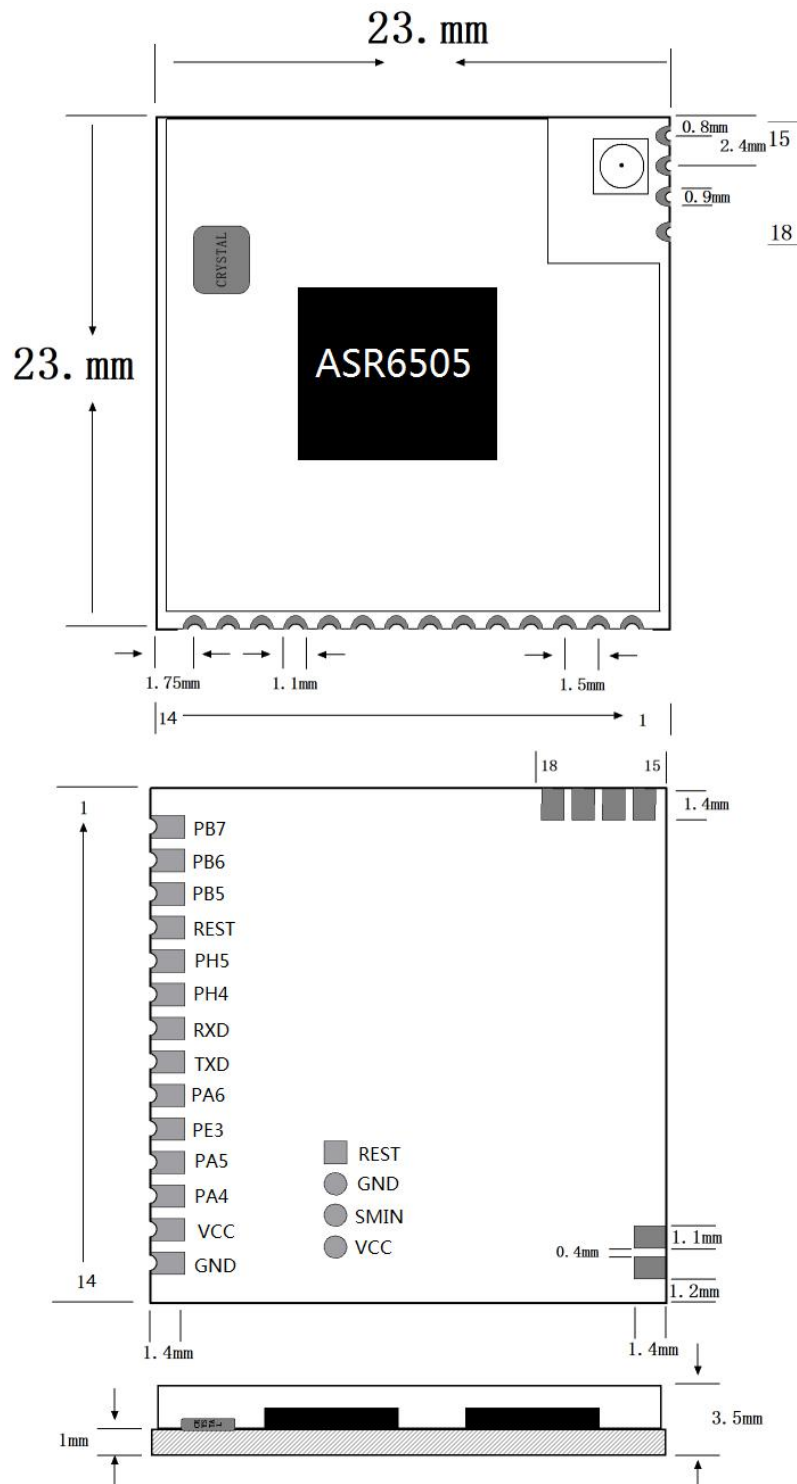 23. mm
0.8mm
2.4mm
15
0.9mm
18
CRYSTAL
ASR6505
23. mm
1.75mm
1.1mm
1.5mm
14
1
18
15
1
1.4mm
PB7
PB6
PB5
REST
PH5
PH4
RXD
TXD
PA6
PE3
PA5
PA4
VCC
GND
REST
GND
SMIN
VCC
14
1.1mm
0.4mm
1.2mm
1.4mm
1.4mm
3.5mm
1mm